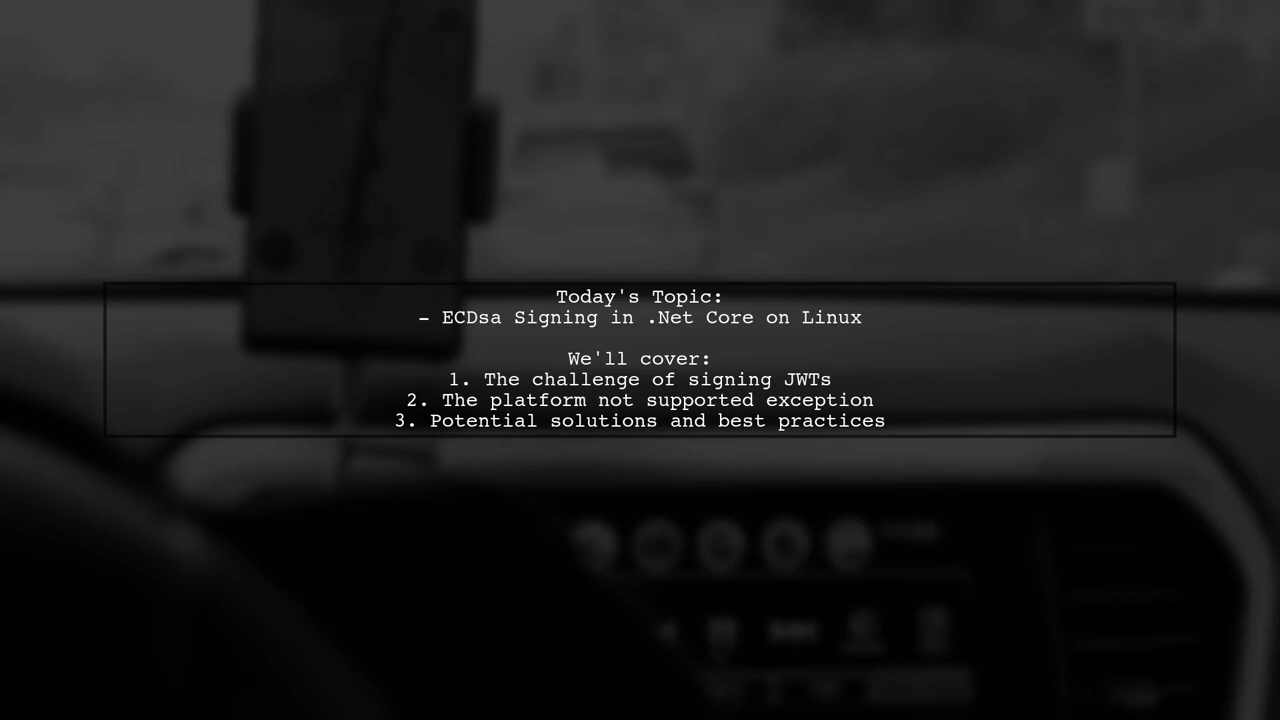 Today's Topic:
- ECDsa Signing in .Net Core on Linux
We'll cover:
1. The challenge of signing JWTs
2. The platform not supported exception
3. Potential solutions and best practices